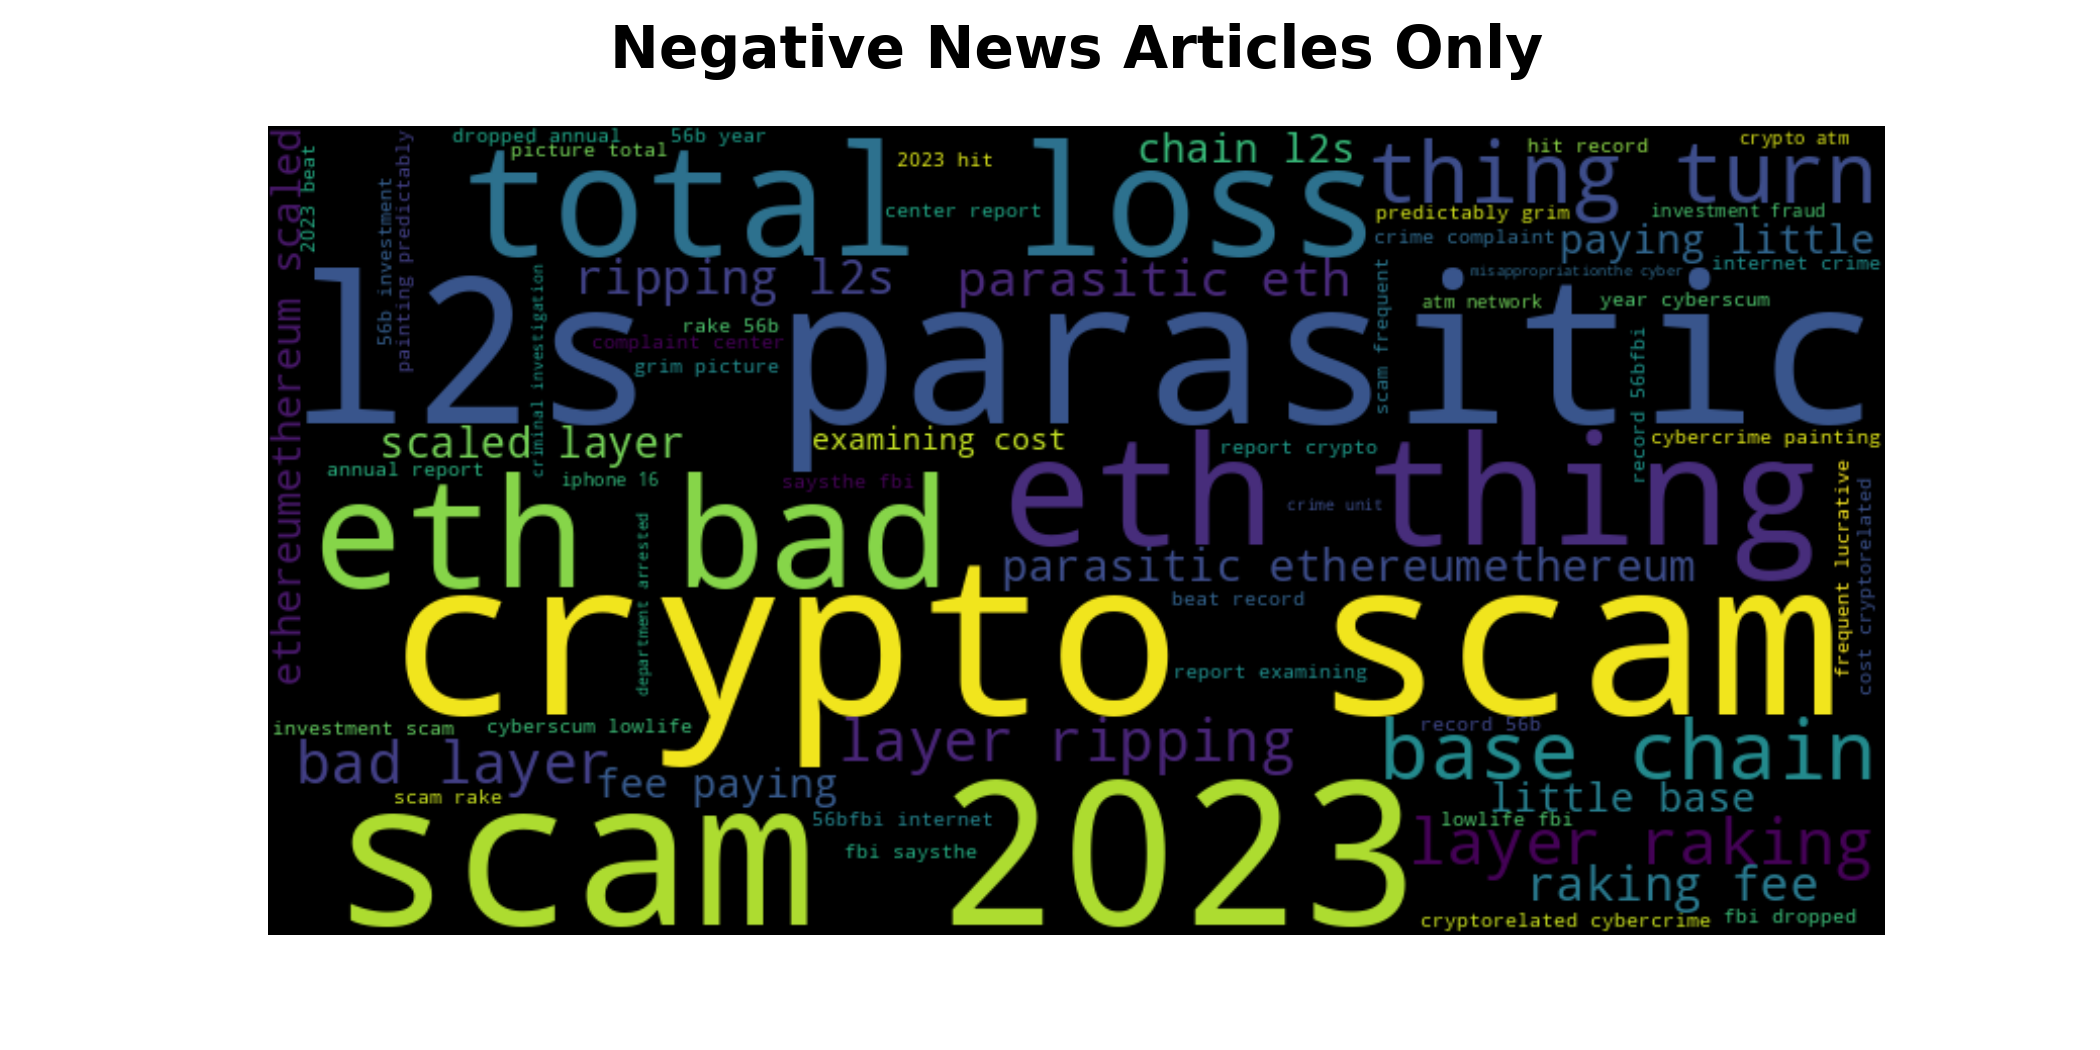 Negative News Articles Only
dropped annual
56b year
picture total
2023 hit
chain l2s
hit record
crypto atm
total loss
thing turn
center report
predictably grim
investment fraud
crime complaint
paying little
ethereumethereum scaled
2023 beat
56b investment
painting predictably
ripping l2s
parasitic eth
misappropriationthe cyber
internet crime
atm network
year cyberscum
l2s parasitic
rake 56b
complaint center
grim picture
criminal investigation
scam frequent
record 56bfbi
scaled layer
examining cost
report crypto
cybercrime painting
annual report
iphone 16
saysthe fbi
eth thing
crime unit
eth bad
department arrested
parasitic ethereumethereum
beat record
frequent lucrative
cost cryptorelated
crypto scam
report examining
investment scam
cyberscum lowlife
layer ripping
record 56b
base chain
bad layer
fee paying
scam rake
little base
scam 2023
56bfbi internet
lowlife fbi
layer raking
fbi saysthe
raking fee
cryptorelated cybercrime
fbi dropped